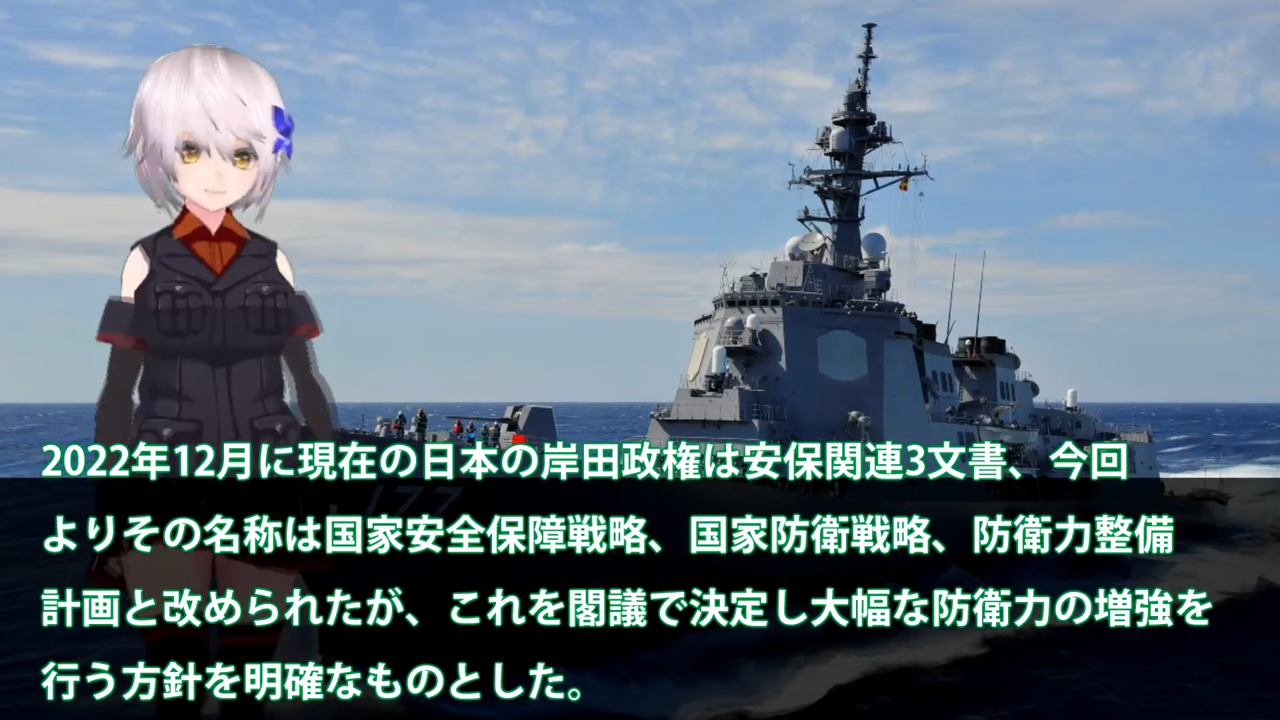 2022年12月に現在の日本の岸田政権は安保関連3文書、今回
よりその名称は国家安全保障戦略、国家防衛戦略、防衛力整備
計画と改められたが、これを閣議で決定し大幅な防衛力の増強を
行う方針を明確なものとした。
177